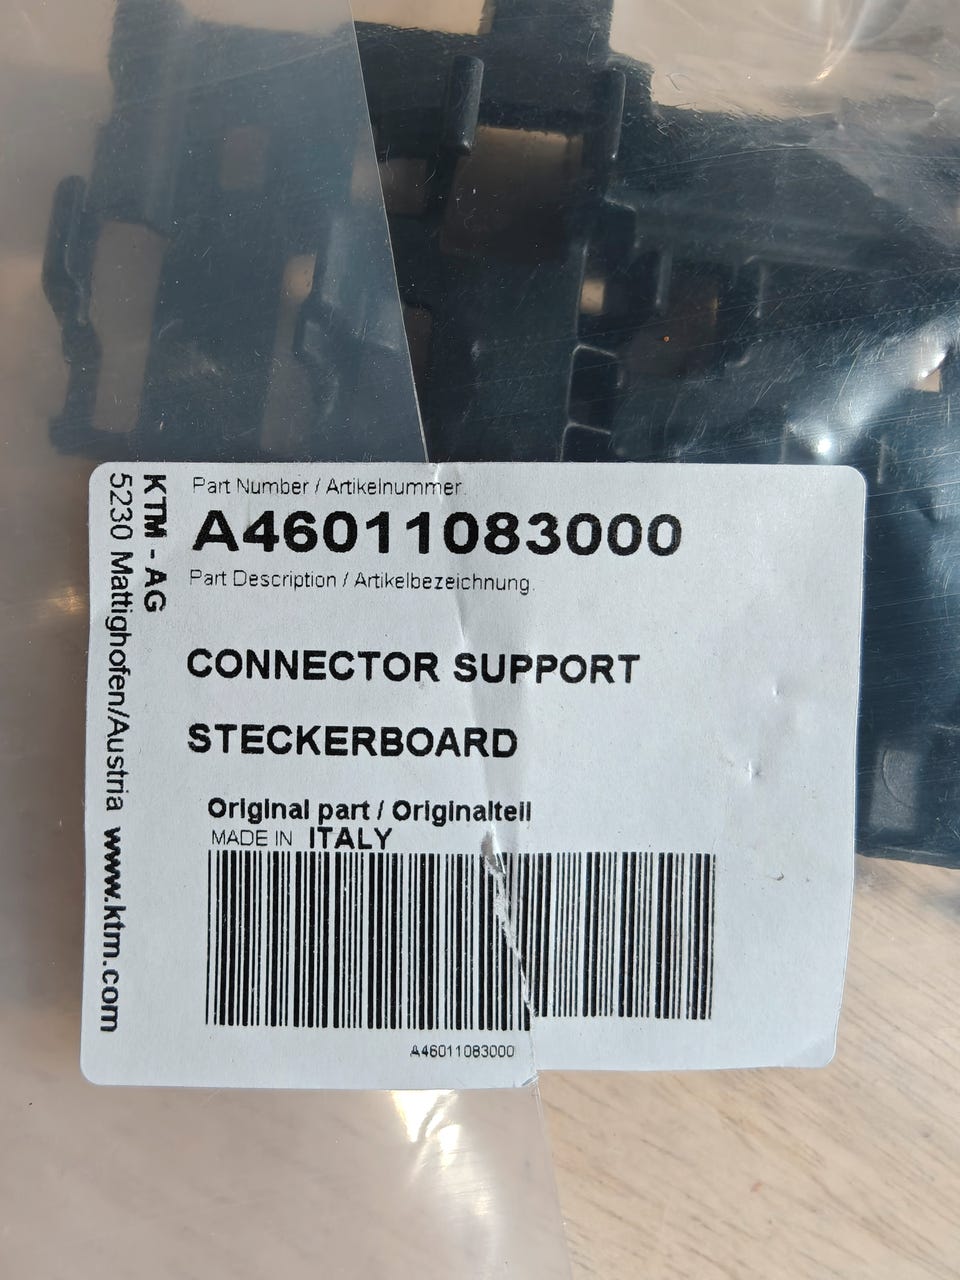 KTM - AG
5230 Mattighofen/Austria www.ktm.com
Part Number / Artikelnummer.
A46011083000
Part Description / Artikelbezeichnung.
CONNECTOR SUPPORT
STECKERBOARD
Original part / Originalteil
MADE IN ITALY
A46011083000